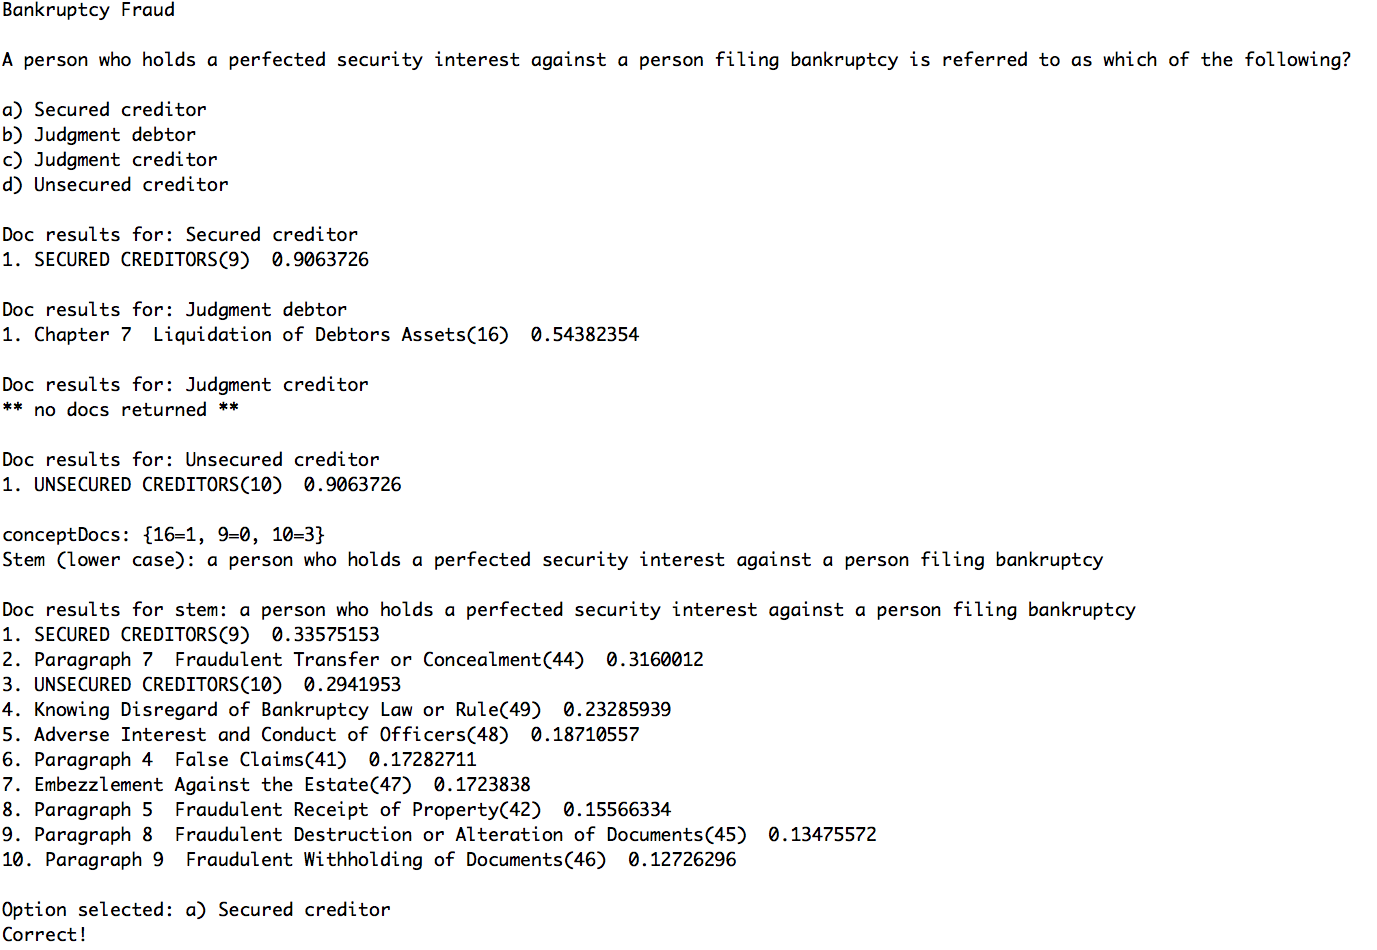 Bankruptcy Fraud
A person who holds a perfected security interest against a person filing bankruptcy is referred to as which of the following?
a) Secured creditor
b) Judgment debtor
c) Judgment creditor
d) Unsecured creditor
Doc results for: Secured creditor
1. SECURED CREDITORS(9)  0.9063726
Doc results for: Judgment debtor
1. Chapter 7  Liquidation of Debtors Assets(16)  0.54382354
Doc results for: Judgment creditor
** no docs returned **
Doc results for: Unsecured creditor
1. UNSECURED CREDITORS(10)  0.9063726
conceptDocs: {16=1, 9=0, 10=3}
Stem (lower case): a person who holds a perfected security interest against a person filing bankruptcy
Doc results for stem: a person who holds a perfected security interest against a person filing bankruptcy
1. SECURED CREDITORS(9)  0.33575153
2. Paragraph 7  Fraudulent Transfer or Concealment(44)  0.3160012
3. UNSECURED CREDITORS(10)  0.2941953
4. Knowing Disregard of Bankruptcy Law or Rule(49)  0.23285939
5. Adverse Interest and Conduct of Officers(48)  0.18710557
6. Paragraph 4  False Claims(41)  0.17282711
7. Embezzlement Against the Estate(47)  0.1723838
8. Paragraph 5  Fraudulent Receipt of Property(42)  0.15566334
9. Paragraph 8  Fraudulent Destruction or Alteration of Documents(45)  0.13475572
10. Paragraph 9  Fraudulent Withholding of Documents(46)  0.12726296
Option selected: a) Secured creditor
Correct!